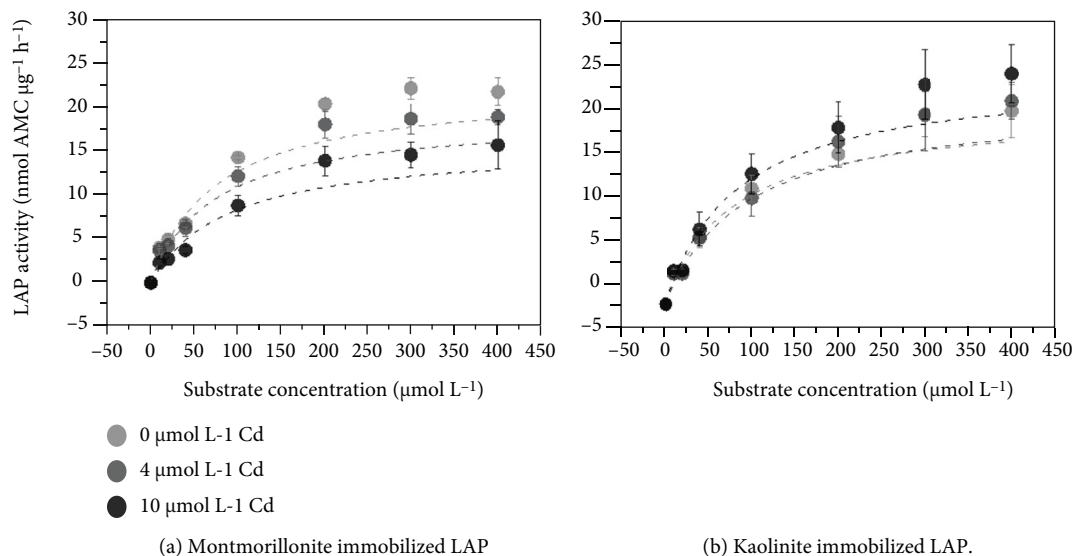 LAP activity (nmol AMC µg⁻¹ h⁻¹)
30
25
20
15
10
5
0
−5
−50 0 50 100 150 200 250 300 350 400 450
Substrate concentration (µmol L⁻¹)
30
25
20
15
10
5
0
−5
−50 0 50 100 150 200 250 300 350 400 450
Substrate concentration (µmol L⁻¹)
0 µmol L-1 Cd
4 µmol L-1 Cd
10 µmol L-1 Cd
(a) Montmorillonite immobilized LAP
(b) Kaolinite immobilized LAP.